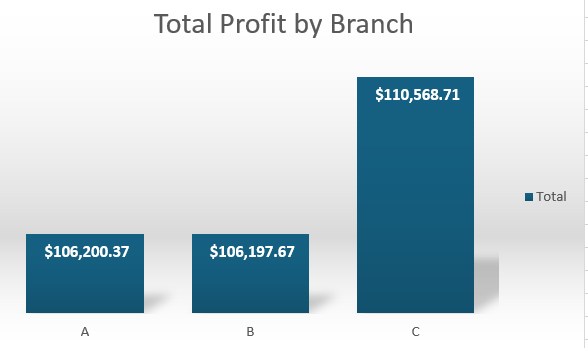 Total Profit by Branch
$110,568.71
$106,200.37
$106,197.67
Total
A
B
C